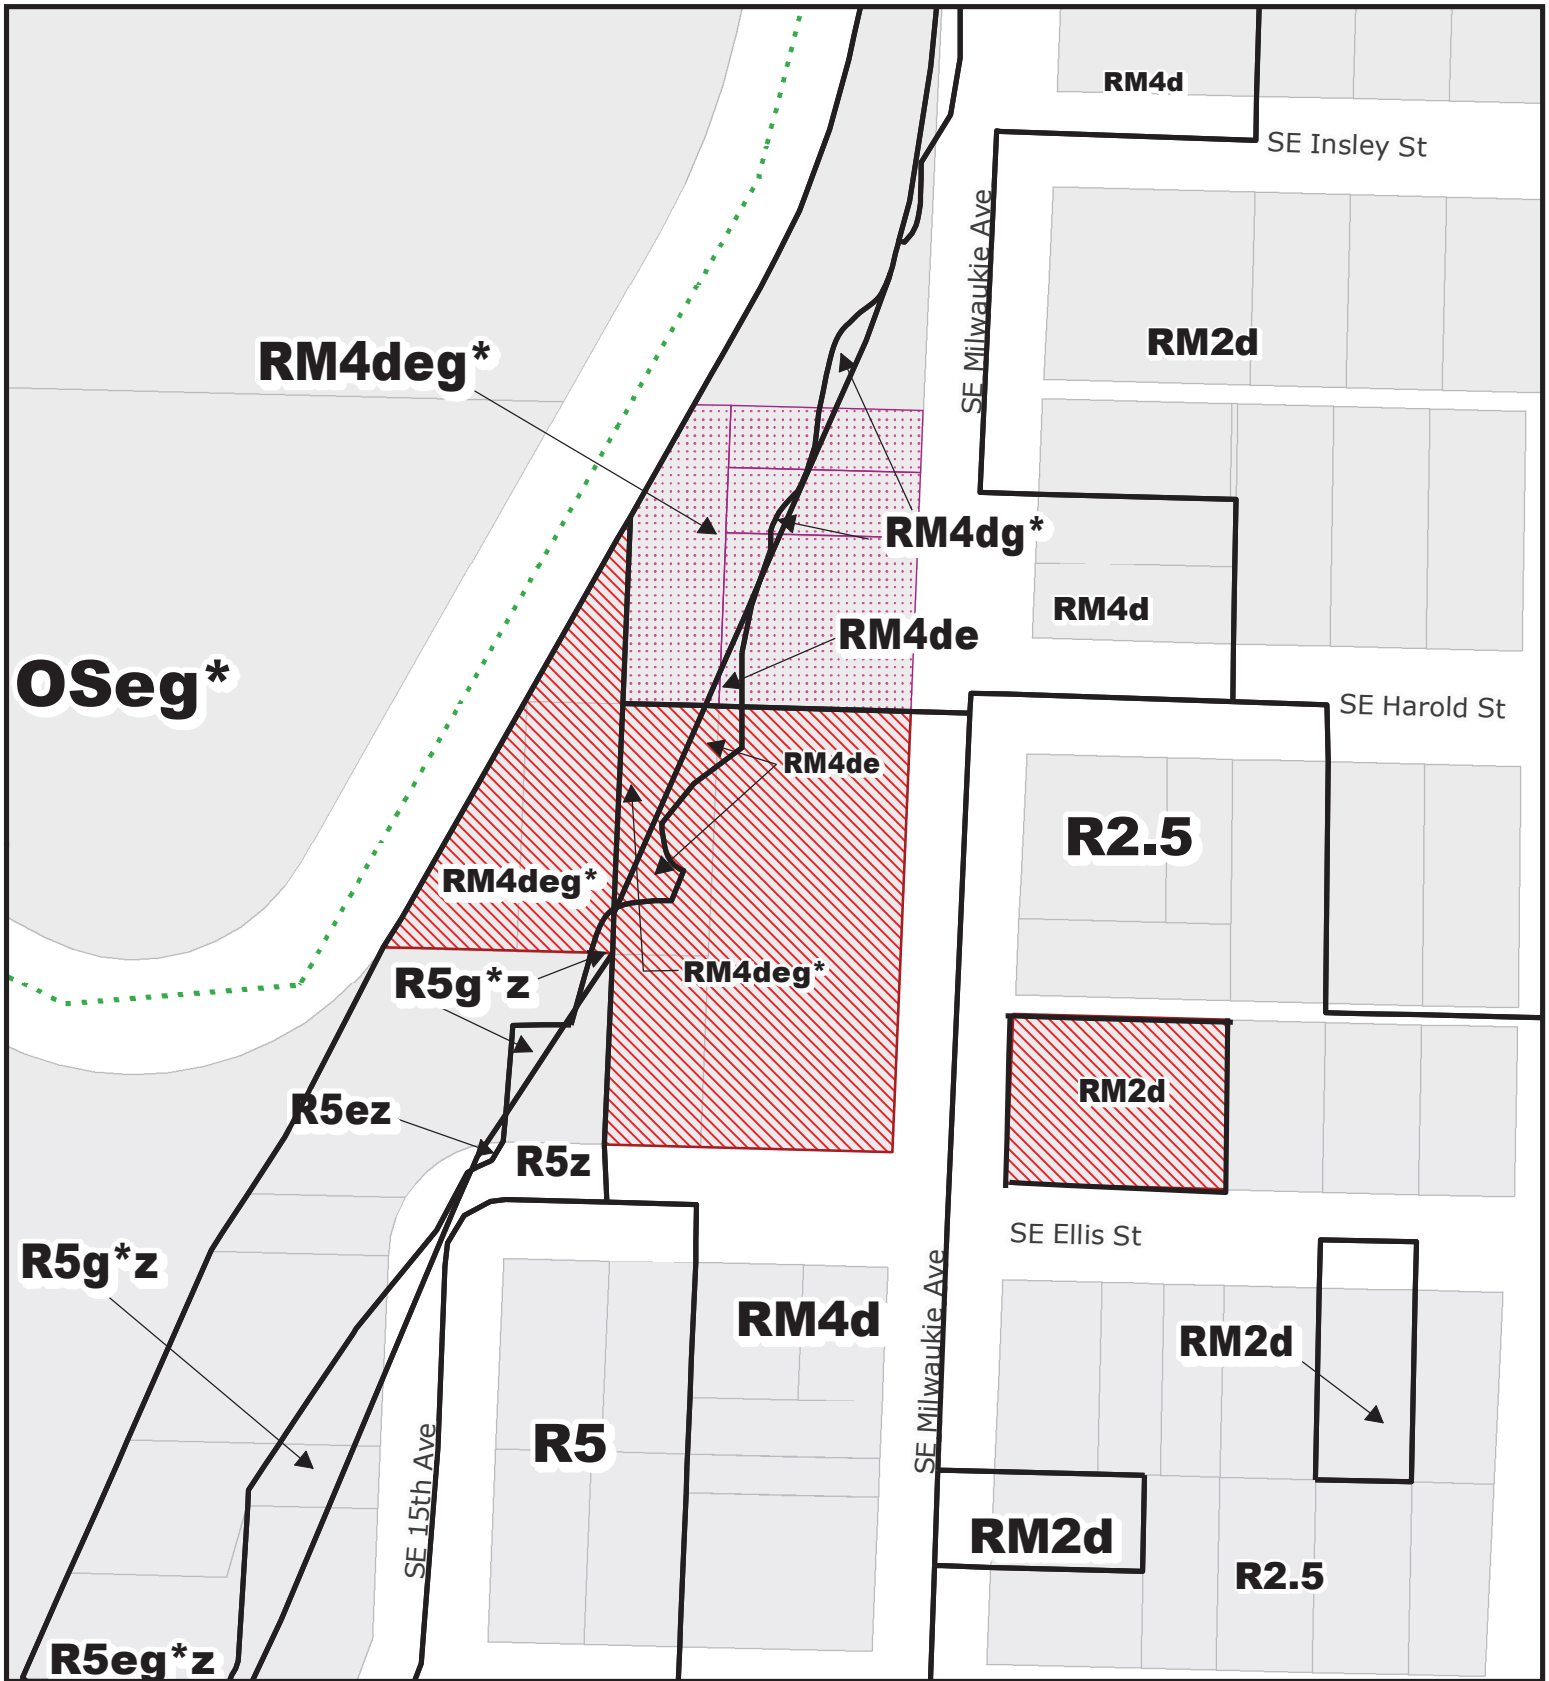 RM4d
SE Insley St
SE Milwaukie Ave
RM2d
RM4deg*
RM4dg*
RM4d
RM4de
OSeg*
SE Harold St
RM4de
R2.5
RM4deg*
RM4deg*
R5g*z
RM2d
R5ez
R5z
SE Ellis St
R5g*z
RM4d
RM2d
SE Milwaukie Ave
R5
SE 15th Ave
RM2d
R2.5
R5eg*z